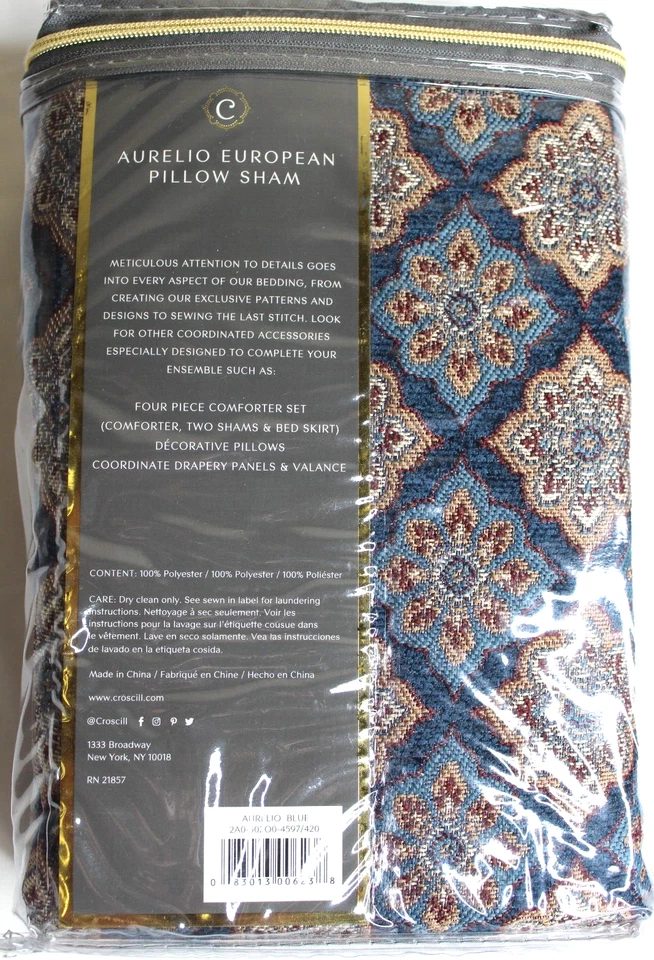 C
AURELIO EUROPEAN
PILLOW SHAM
METICULOUS ATTENTION TO DETAILS GOES
INTO EVERY ASPECT OF OUR BEDDING, FROM
CREATING OUR EXCLUSIVE PATTERNS AND
DESIGNS TO SEWING THE LAST STITCH. LOOK
FOR OTHER COORDINATED ACCESSORIES
ESPECIALLY DESIGNED TO COMPLETE YOUR
ENSEMBLE SUCH AS:
FOUR PIECE COMFORTER SET
(COMFORTER, TWO SHAMS & BED SKIRT)
DÉCORATIVE PILLOWS
COORDINATE DRAPERY PANELS & VALANCE
CONTENT: 100% Polyester / 100% Polyester / 100% Poliéster
CARE: Dry clean only. See sewn in label for laundering
instructions. Nettoyage à sec seulement. Voir les
instructions pour la lavage sur l'étiquette cousue dans
le vêtement. Lave en seco solamente. Vea las instrucciones
de lavado en la etiqueta cosida.
Made in China / Fabriqué en Chine / Hecho en China
www.croscill.com
@Croscill
1333 Broadway
New York, NY 10018
RN 21857
AURELIO BLUE